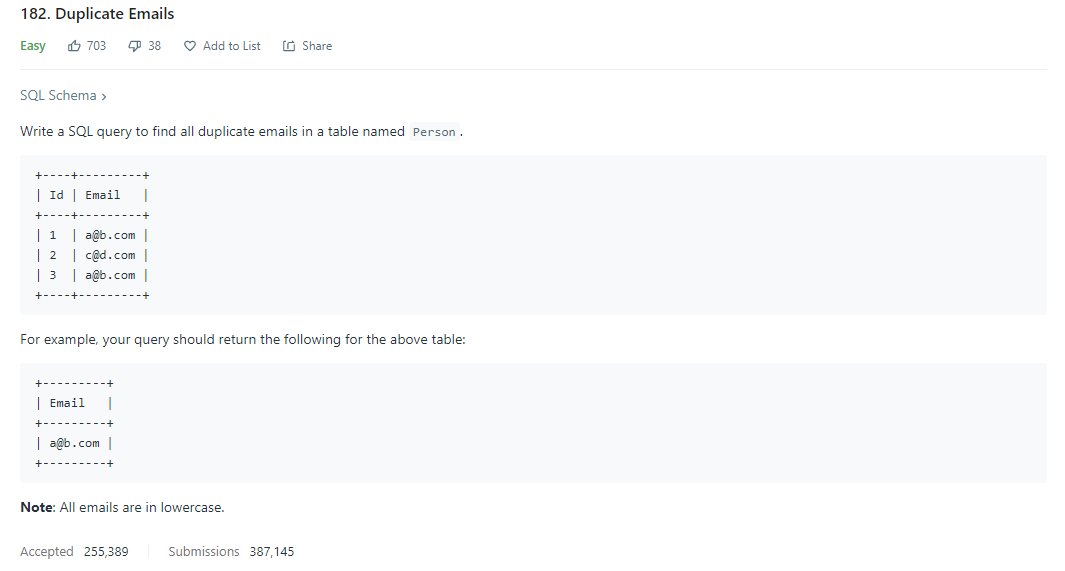 182. Duplicate Emails
Easy 703 38 Add to List Share
SQL Schema >
Write a SQL query to find all duplicate emails in a table named Person .
+----+---------+
| Id | Email   |
+----+---------+
| 1  | a@b.com |
| 2  | c@d.com |
| 3  | a@b.com |
+----+---------+
For example, your query should return the following for the above table:
+---------+
| Email   |
+---------+
| a@b.com |
+---------+
Note: All emails are in lowercase.
Accepted 255,389 Submissions 387,145